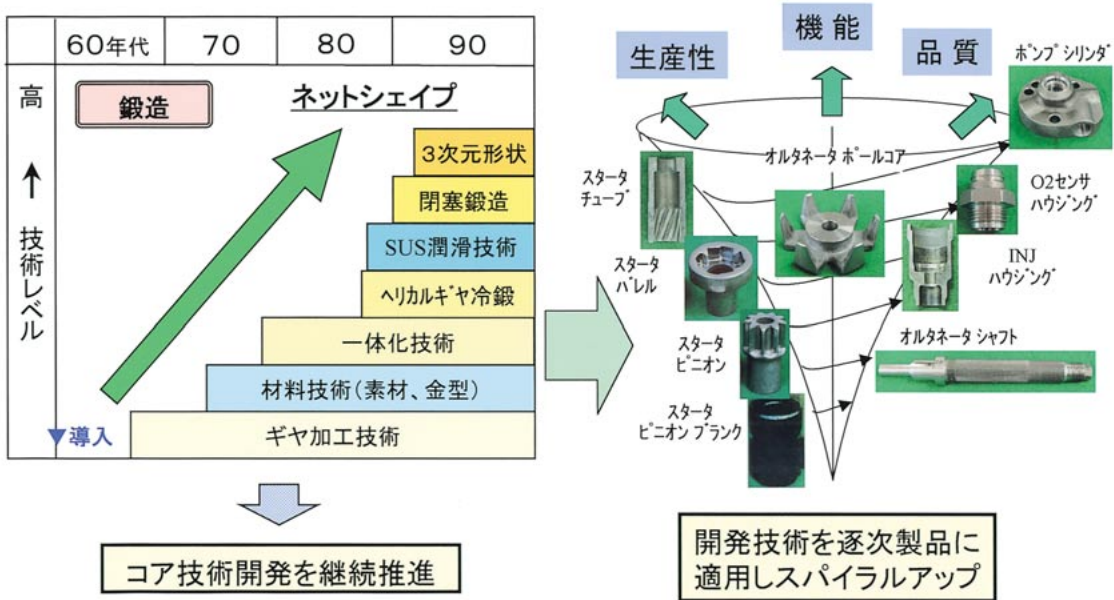 60年代 70 80 90
高
技術レベル
鍛造
ネットシェイプ
3次元形状
閉塞鍛造
SUS潤滑技術
ヘリカルギヤ冷鍛
一体化技術
材料技術(素材、金型)
▼導入
ギヤ加工技術
コア技術開発を継続推進
生産性
機能
品質
ポンプ シリンダ
オルタネータ ポールコア
スタータ
チューブ
O2センサ
ハウジング
スタータ
バレル
INJ
ハウジング
スタータ
ピニオン
オルタネータ シャフト
スタータ
ピニオン ブランク
開発技術を逐次製品に
適用しスパイラルアップ